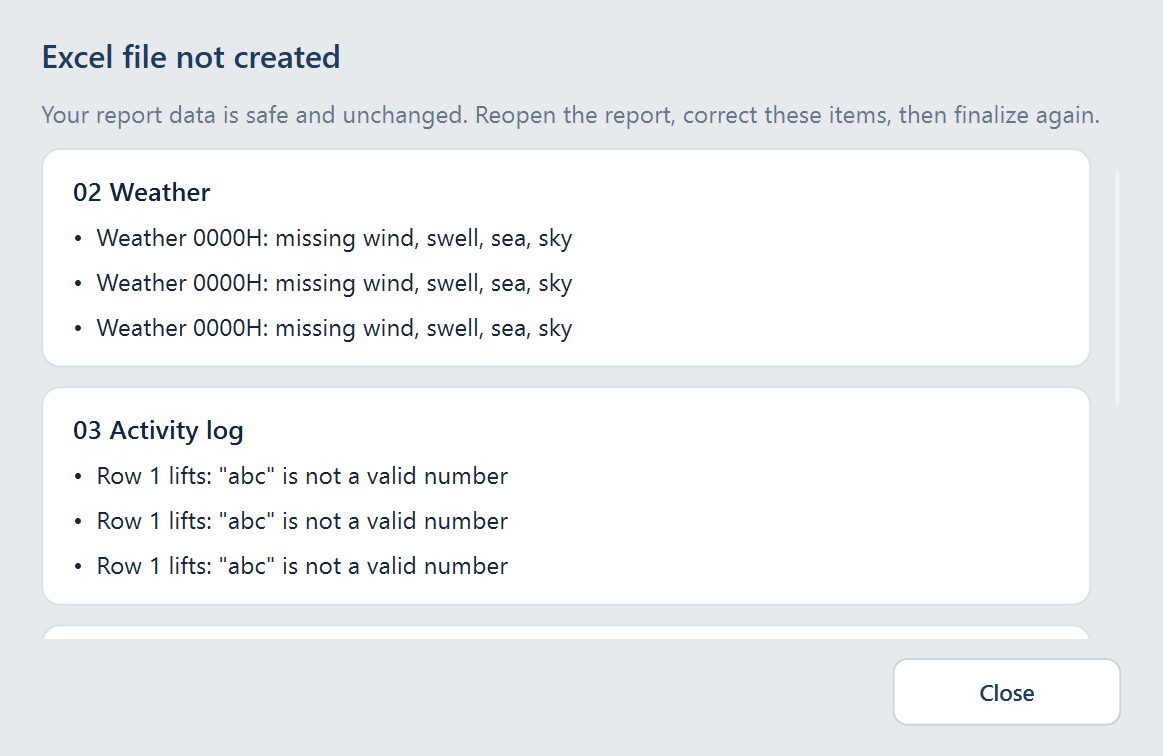 Excel file not created
Your report data is safe and unchanged. Reopen the report, correct these items, then finalize again.
02 Weather
• Weather 0000H: missing wind, swell, sea, sky
• Weather 0000H: missing wind, swell, sea, sky
• Weather 0000H: missing wind, swell, sea, sky
03 Activity log
• Row 1 lifts: "abc" is not a valid number
• Row 1 lifts: "abc" is not a valid number
• Row 1 lifts: "abc" is not a valid number
Close